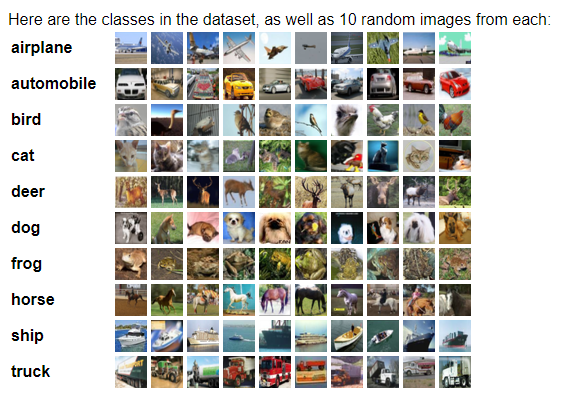 Here are the classes in the dataset, as well as 10 random images from each:
airplane
automobile
bird
cat
deer
dog
frog
horse
ship
truck